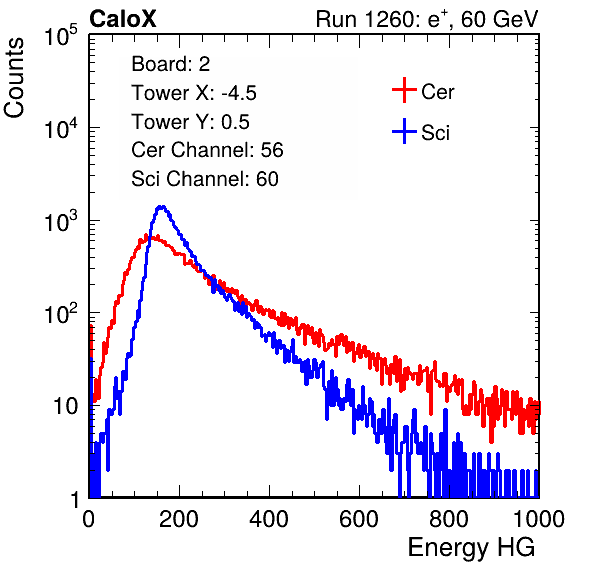 CaloX Run 1260: e⁺, 60 GeV
Counts
10⁵
10⁴
10³
10²
10
1
Board: 2
Tower X: -4.5
Tower Y: 0.5
Cer Channel: 56
Sci Channel: 60
Cer
Sci
0 200 400 600 800 1000
Energy HG